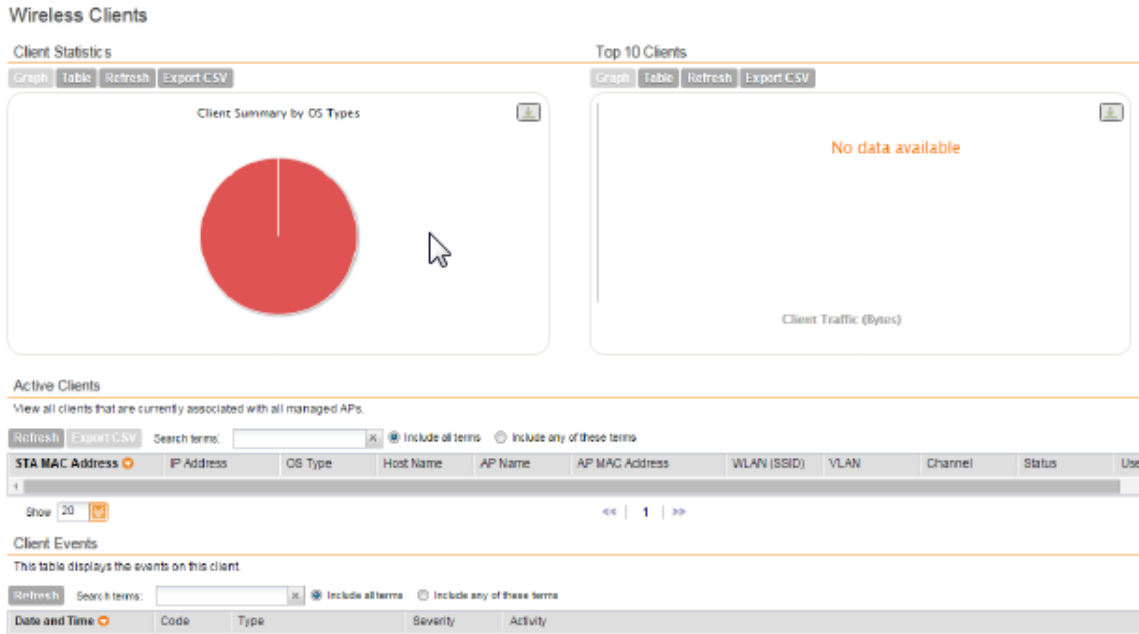 Wireless Clients
Client Statistics
Graph Table Refresh Export CSV
Client Summary by OS Types
Top 10 Clients
Graph Table Refresh Export CSV
No data available
Client Traffic (Bytes)
Active Clients
View all clients that are currently associated with all managed APs.
Refresh Export CSV Search terms: x Include all terms Include any of these terms
STA MAC Address IP Address OS Type Host Name AP Name AP MAC Address WLAN (SSID) VLAN Channel Status Use
Show 20 << | 1 | >>
Client Events
This table displays the events on this client.
Refresh Search terms: x Include all terms Include any of these terms
Date and Time Code Type Severity Activity